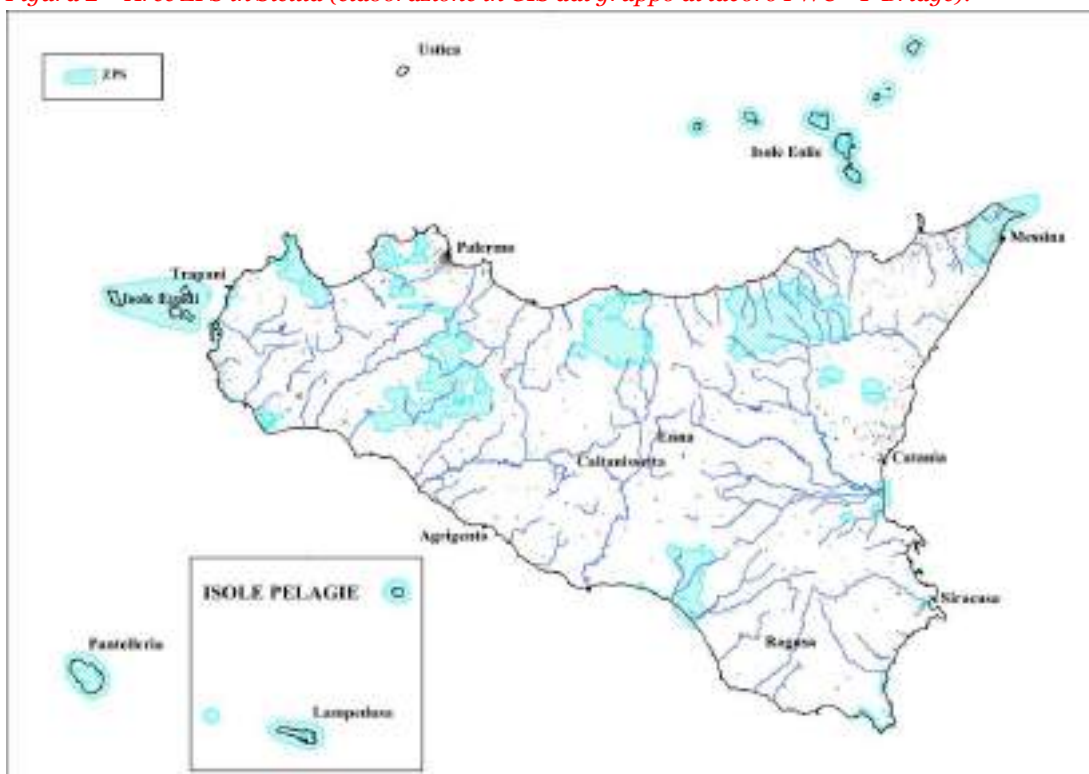 ZPS
Ustica
Isole Eolie
Messina
Palermo
Trapani
Isole Egadi
Enna
Catania
Caltanissetta
Agrigento
ISOLE PELAGIE
Siracusa
Ragusa
Pantelleria
Lampedusa